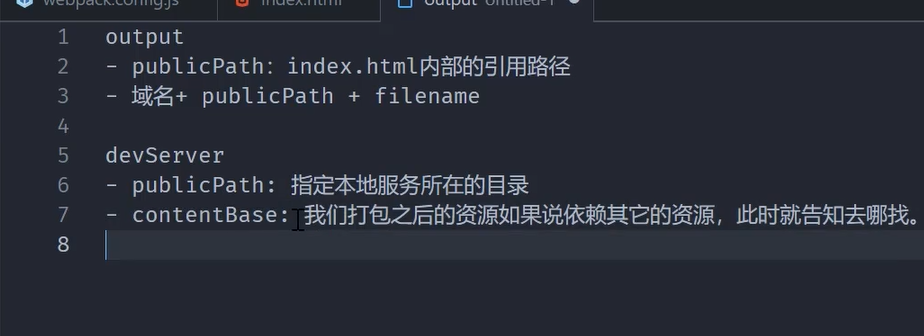 webpack.config.js index.html output Untitled-1
1 output
2 - publicPath: index.html内部的引用路径
3 - 域名+ publicPath + filename
4
5 devServer
6 - publicPath: 指定本地服务所在的目录
7 - contentBase: 我们打包之后的资源如果说依赖其它的资源，此时就告知去哪找。
8